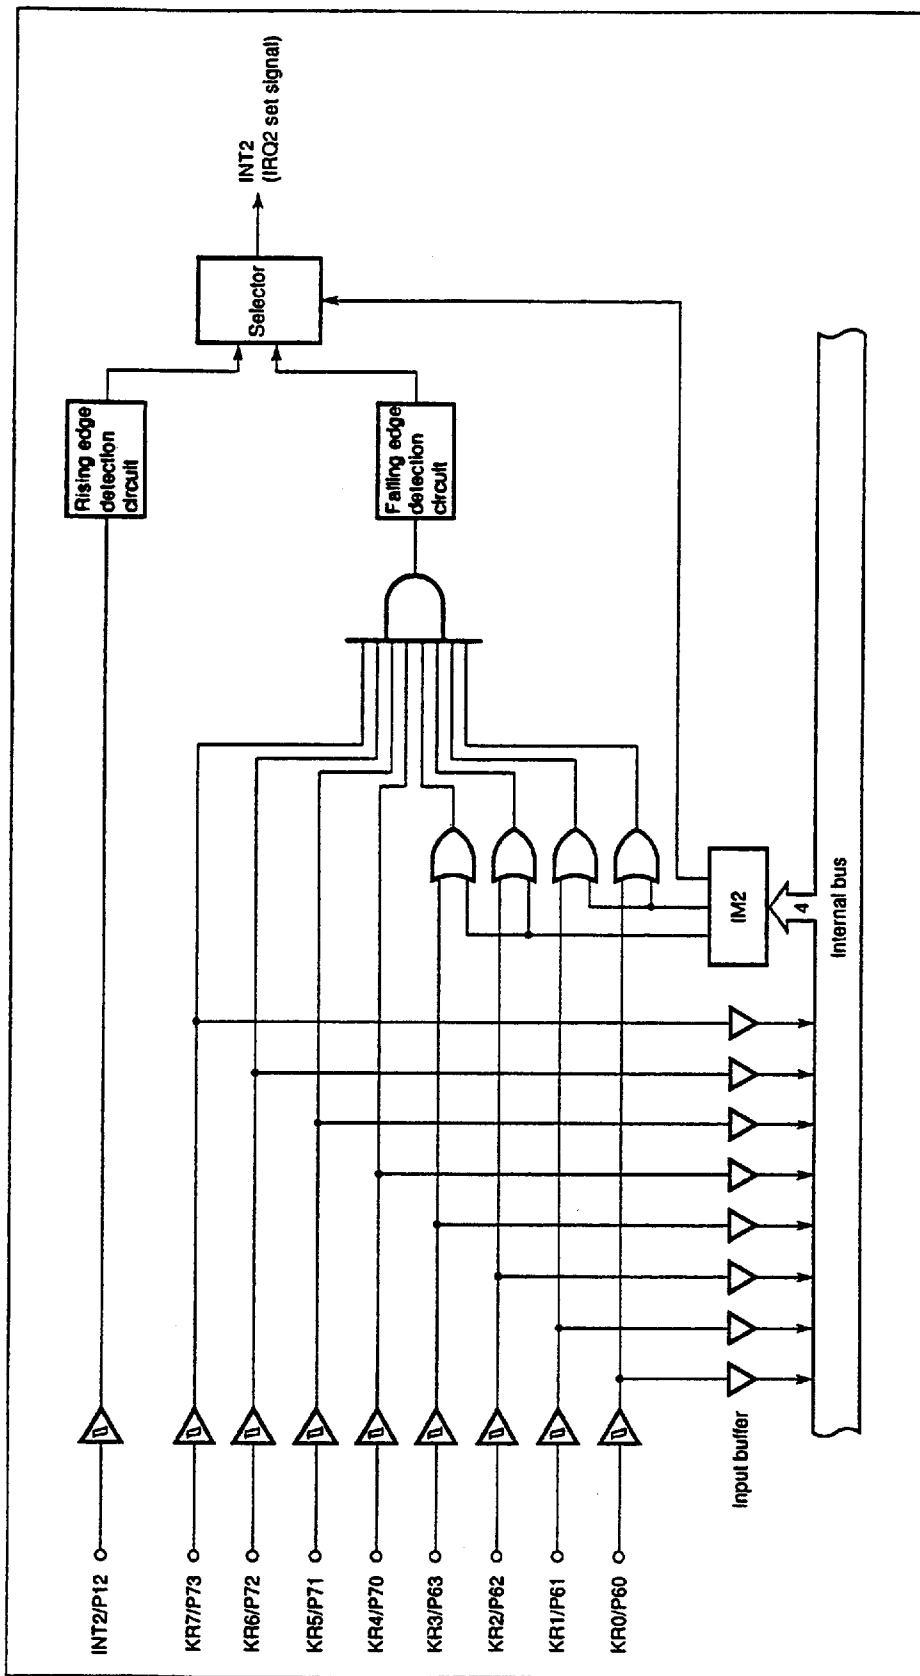 INT2/P12
KR7/P73
KR6/P72
KR5/P71
KR4/P70
KR3/P63
KR2/P62
KR1/P61
KR0/P60
Input buffer
Rising edge
detection
circuit
Falling edge
detection
circuit
Selector
INT2
(IRQ2 set signal)
IM2
4
Internal bus